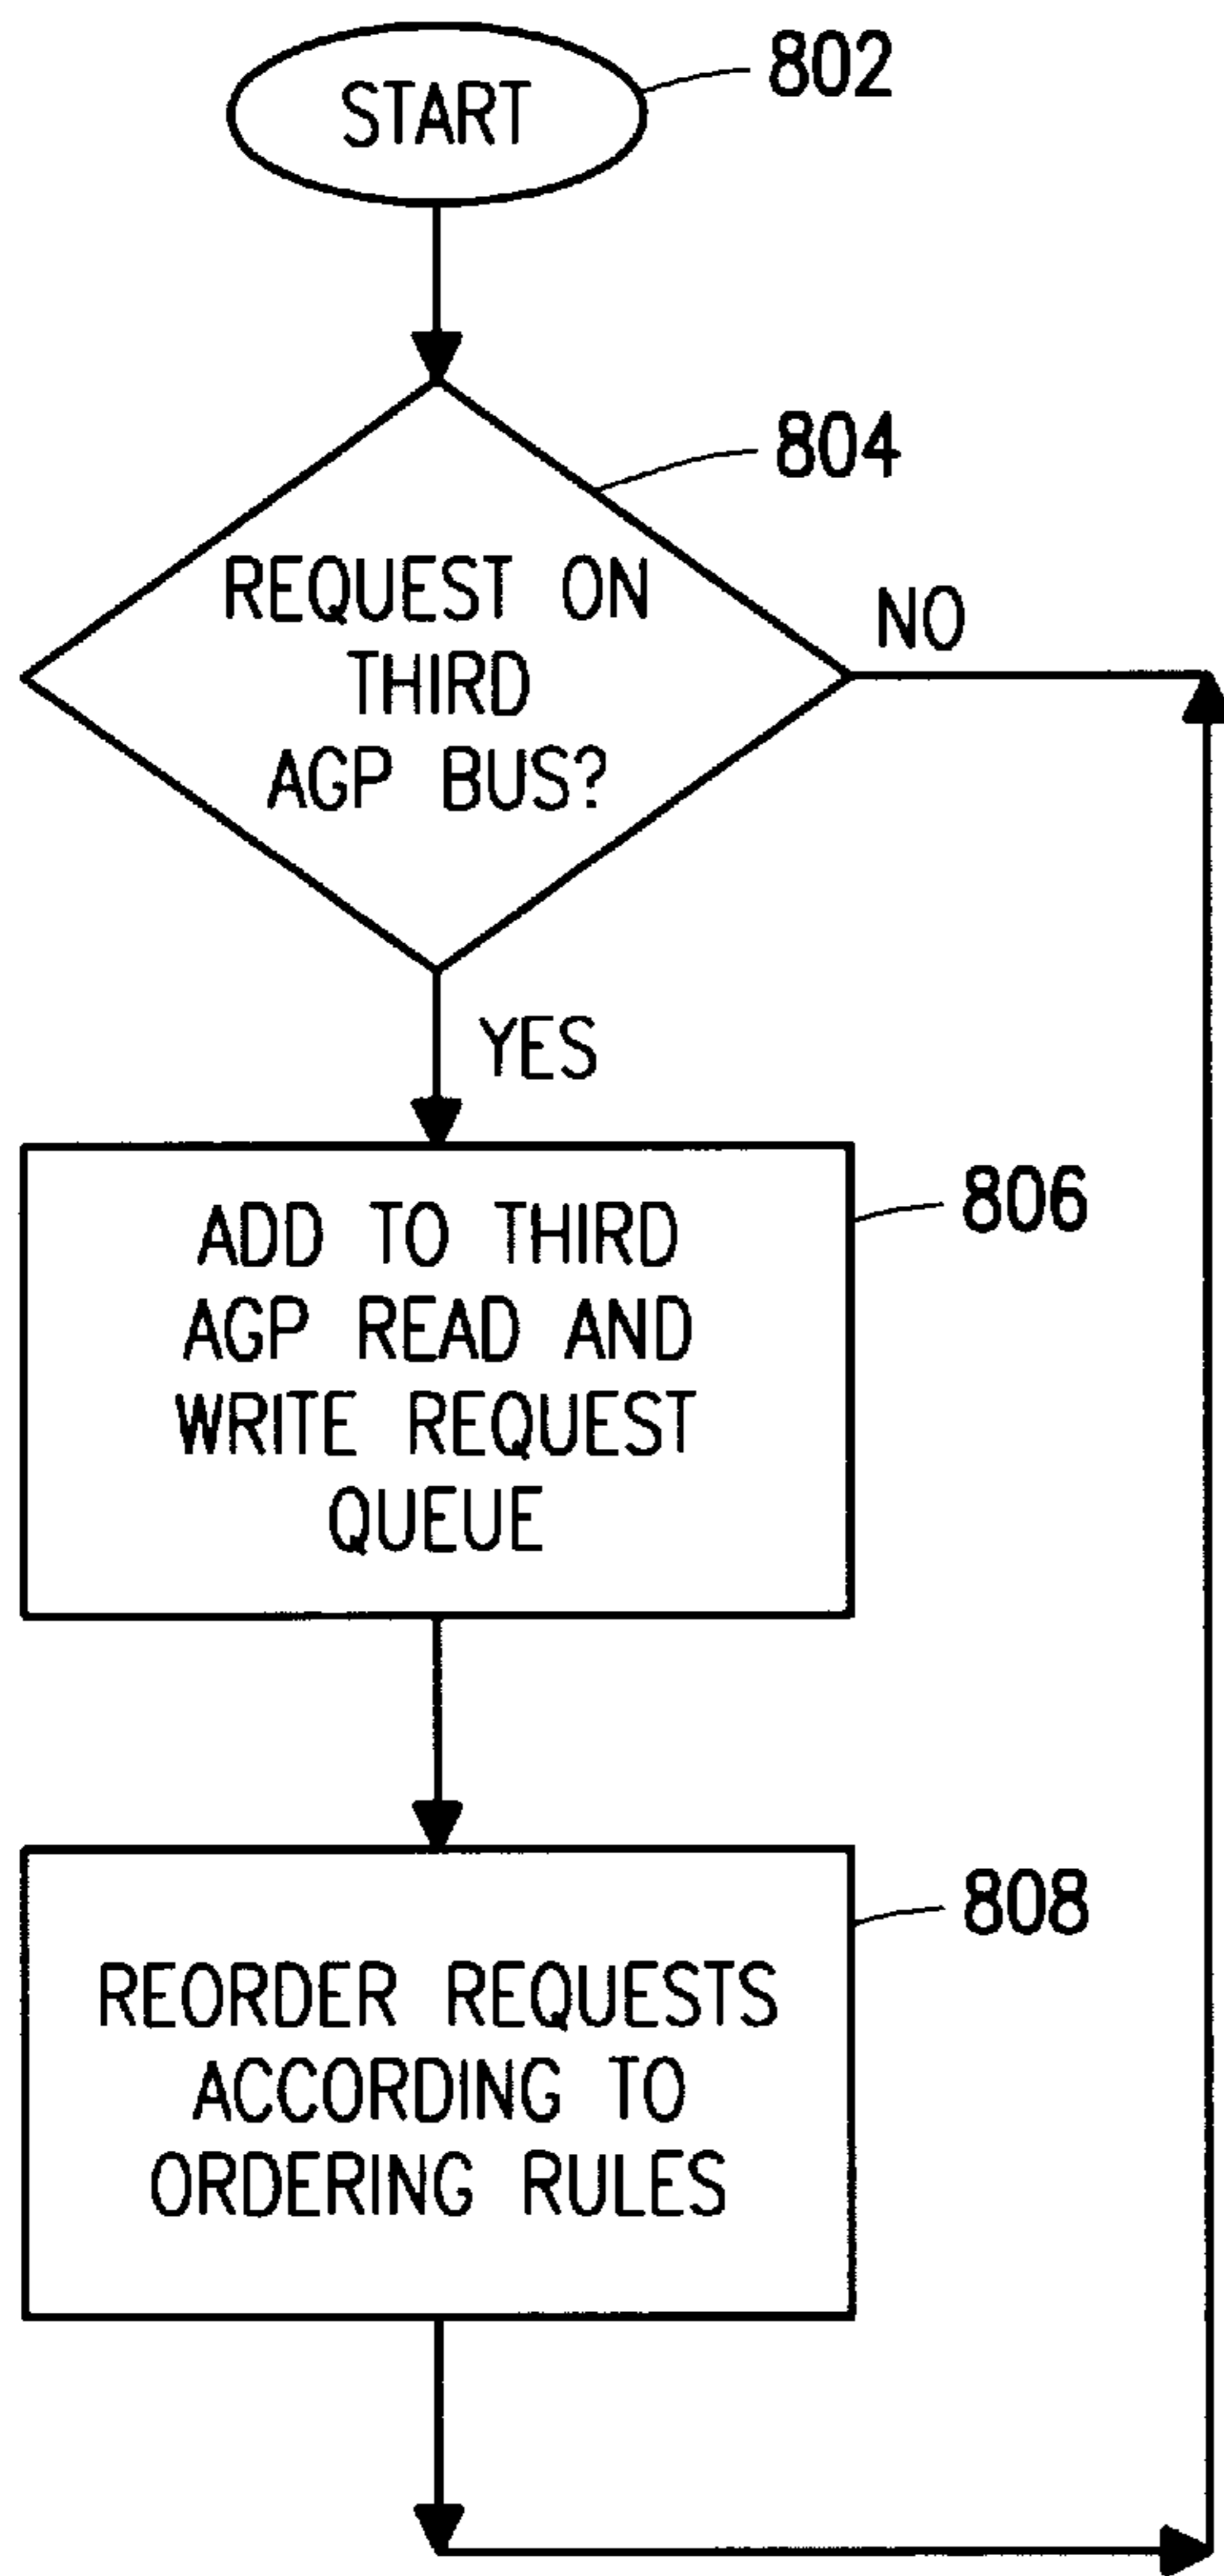 START
802
804
REQUEST ON
THIRD
AGP BUS?
NO
YES
806
ADD TO THIRD
AGP READ AND
WRITE REQUEST
QUEUE
808
REORDER REQUESTS
ACCORDING TO
ORDERING RULES